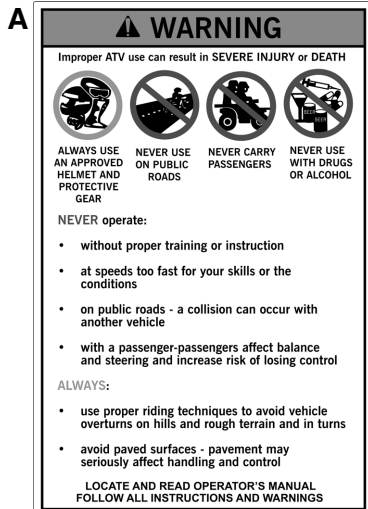 A
WARNING
Improper ATV use can result in SEVERE INJURY or DEATH
ALWAYS USE
AN APPROVED
HELMET AND
PROTECTIVE
GEAR
NEVER USE
ON PUBLIC
ROADS
NEVER CARRY
PASSENGERS
BEER
BEER
NEVER USE
WITH DRUGS
OR ALCOHOL
NEVER operate:
• without proper training or instruction
• at speeds too fast for your skills or the
conditions
• on public roads - a collision can occur with
another vehicle
• with a passenger-passengers affect balance
and steering and increase risk of losing control
ALWAYS:
• use proper riding techniques to avoid vehicle
overturns on hills and rough terrain and in turns
• avoid paved surfaces - pavement may
seriously affect handling and control
LOCATE AND READ OPERATOR'S MANUAL
FOLLOW ALL INSTRUCTIONS AND WARNINGS